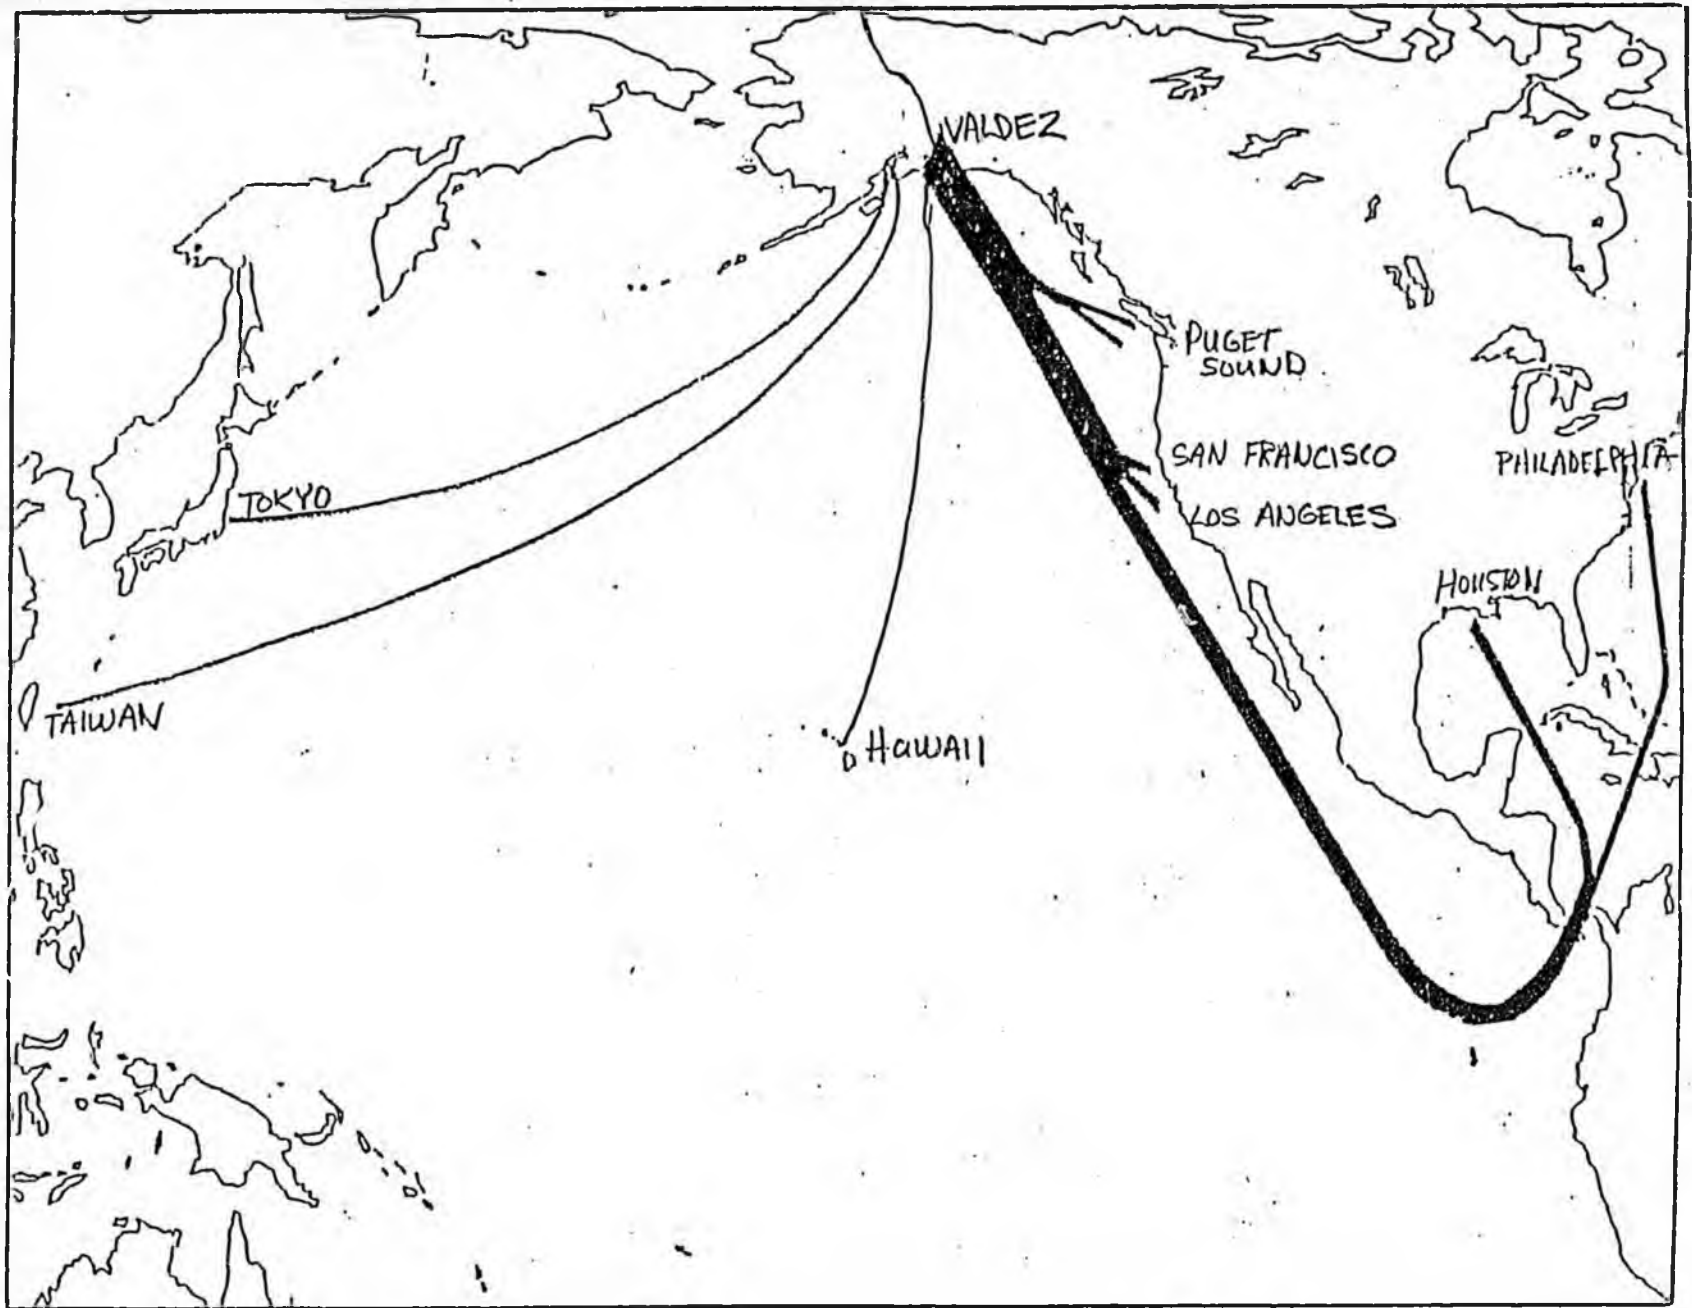 VALDEZ
PUGET
SOUND
SAN FRANCISCO
PHILADELPHIA
TOKYO
LOS ANGELES
HOUSTON
TAIWAN
HAWAII